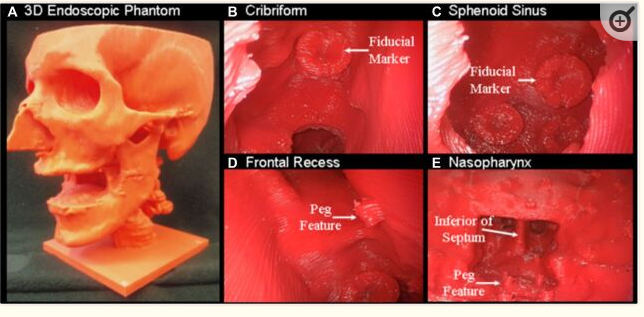 A 3D Endoscopic Phantom
B Cribriform
Fiducial
Marker
C Sphenoid Sinus
Fiducial
Marker
D Frontal Recess
Peg
Feature
E Nasopharynx
Inferior of
Septum
Peg
Feature